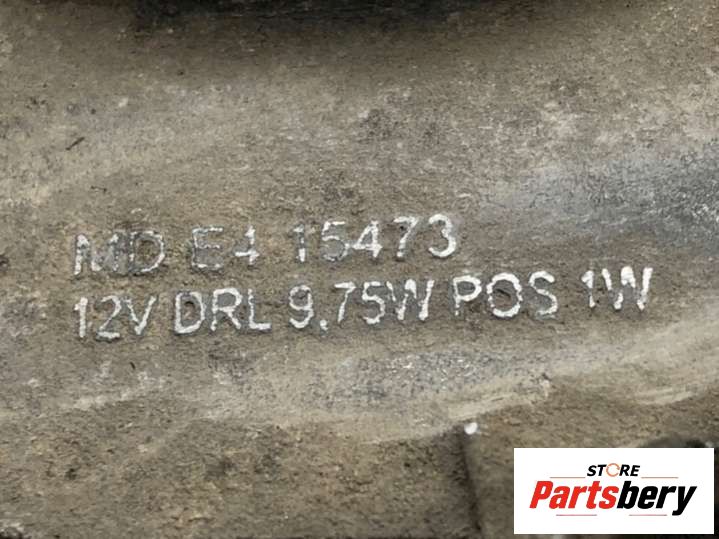 MD E4 15473
12V DRL 9.75W POS 1W
STORE
Partsbery